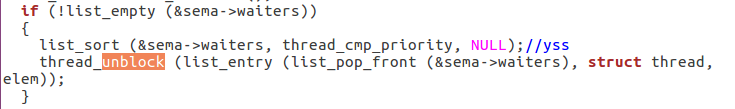 if (!list_empty (&sema->waiters))
{
list_sort (&sema->waiters, thread_cmp_priority, NULL);//yss
thread_unblock (list_entry (list_pop_front (&sema->waiters), struct thread,
elem));
}